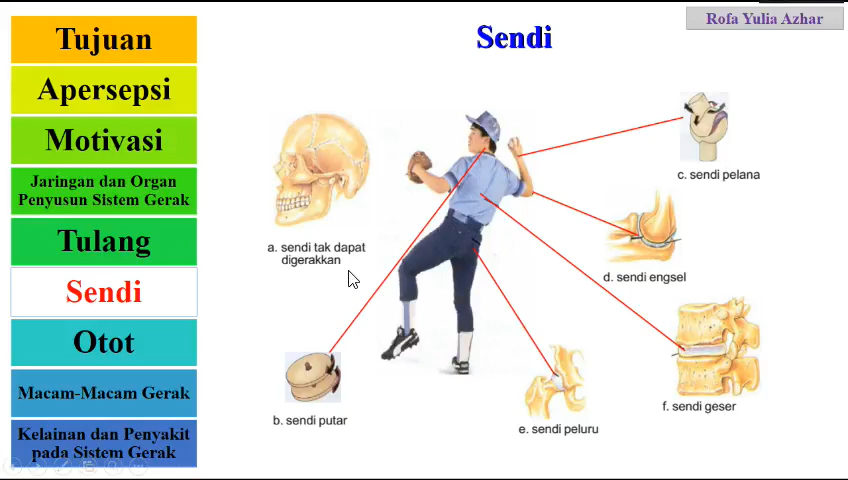 Rofa Yulia Azhar
Sendi
Tujuan
Apersepsi
Motivasi
Jaringan dan Organ
Penyusun Sistem Gerak
Tulang
Sendi
Otot
Macam-Macam Gerak
Kelainan dan Penyakit
pada Sistem Gerak
a. sendi tak dapat
digerakkan
b. sendi putar
c. sendi pelana
d. sendi engsel
e. sendi peluru
f. sendi geser